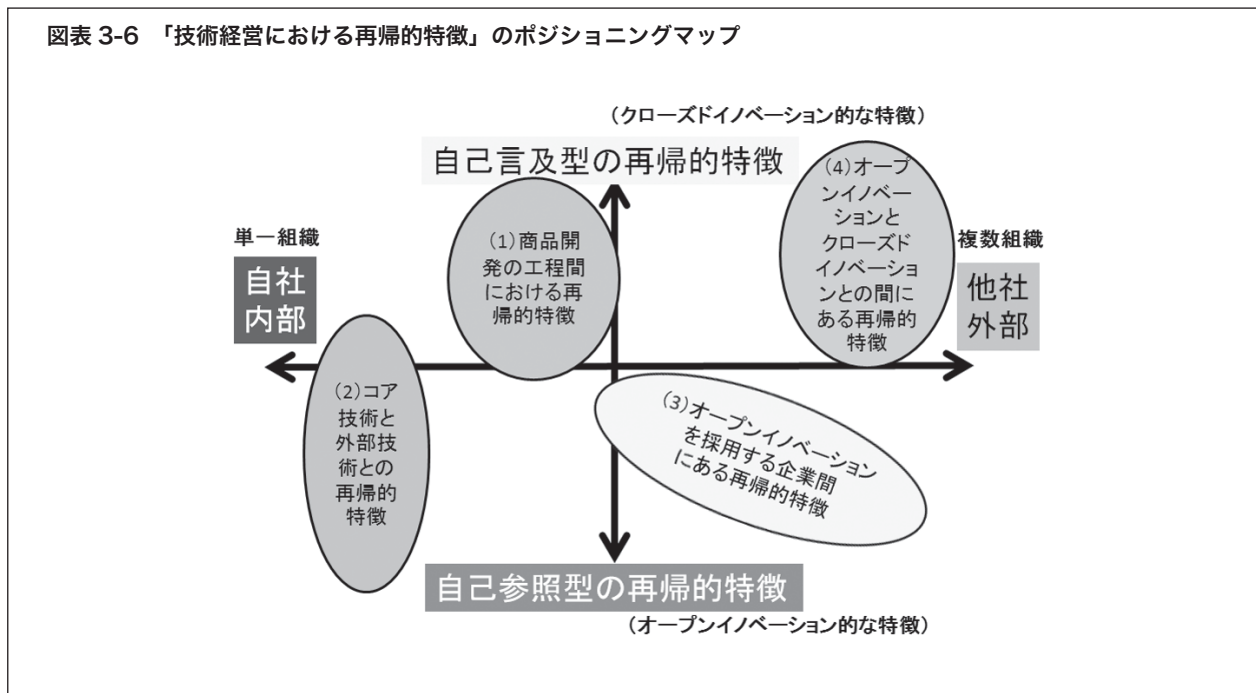 図表 3-6 「技術経営における再帰的特徴」のポジショニングマップ
(クローズドイノベーション的な特徴)
自己言及型の再帰的特徴
単一組織
自社
内部
(1)商品開
発の工程間
における再
帰的特徴
(4)オープ
ンイノベー
ションと
クローズド
イノベーショ
ンとの間に
ある再帰的
特徴
複数組織
他社
外部
(2)コア
技術と
外部技
術との
再帰的
特徴
(3)オープンイノベーション
を採用する企業間
にある再帰的特徴
自己参照型の再帰的特徴
(オープンイノベーション的な特徴)